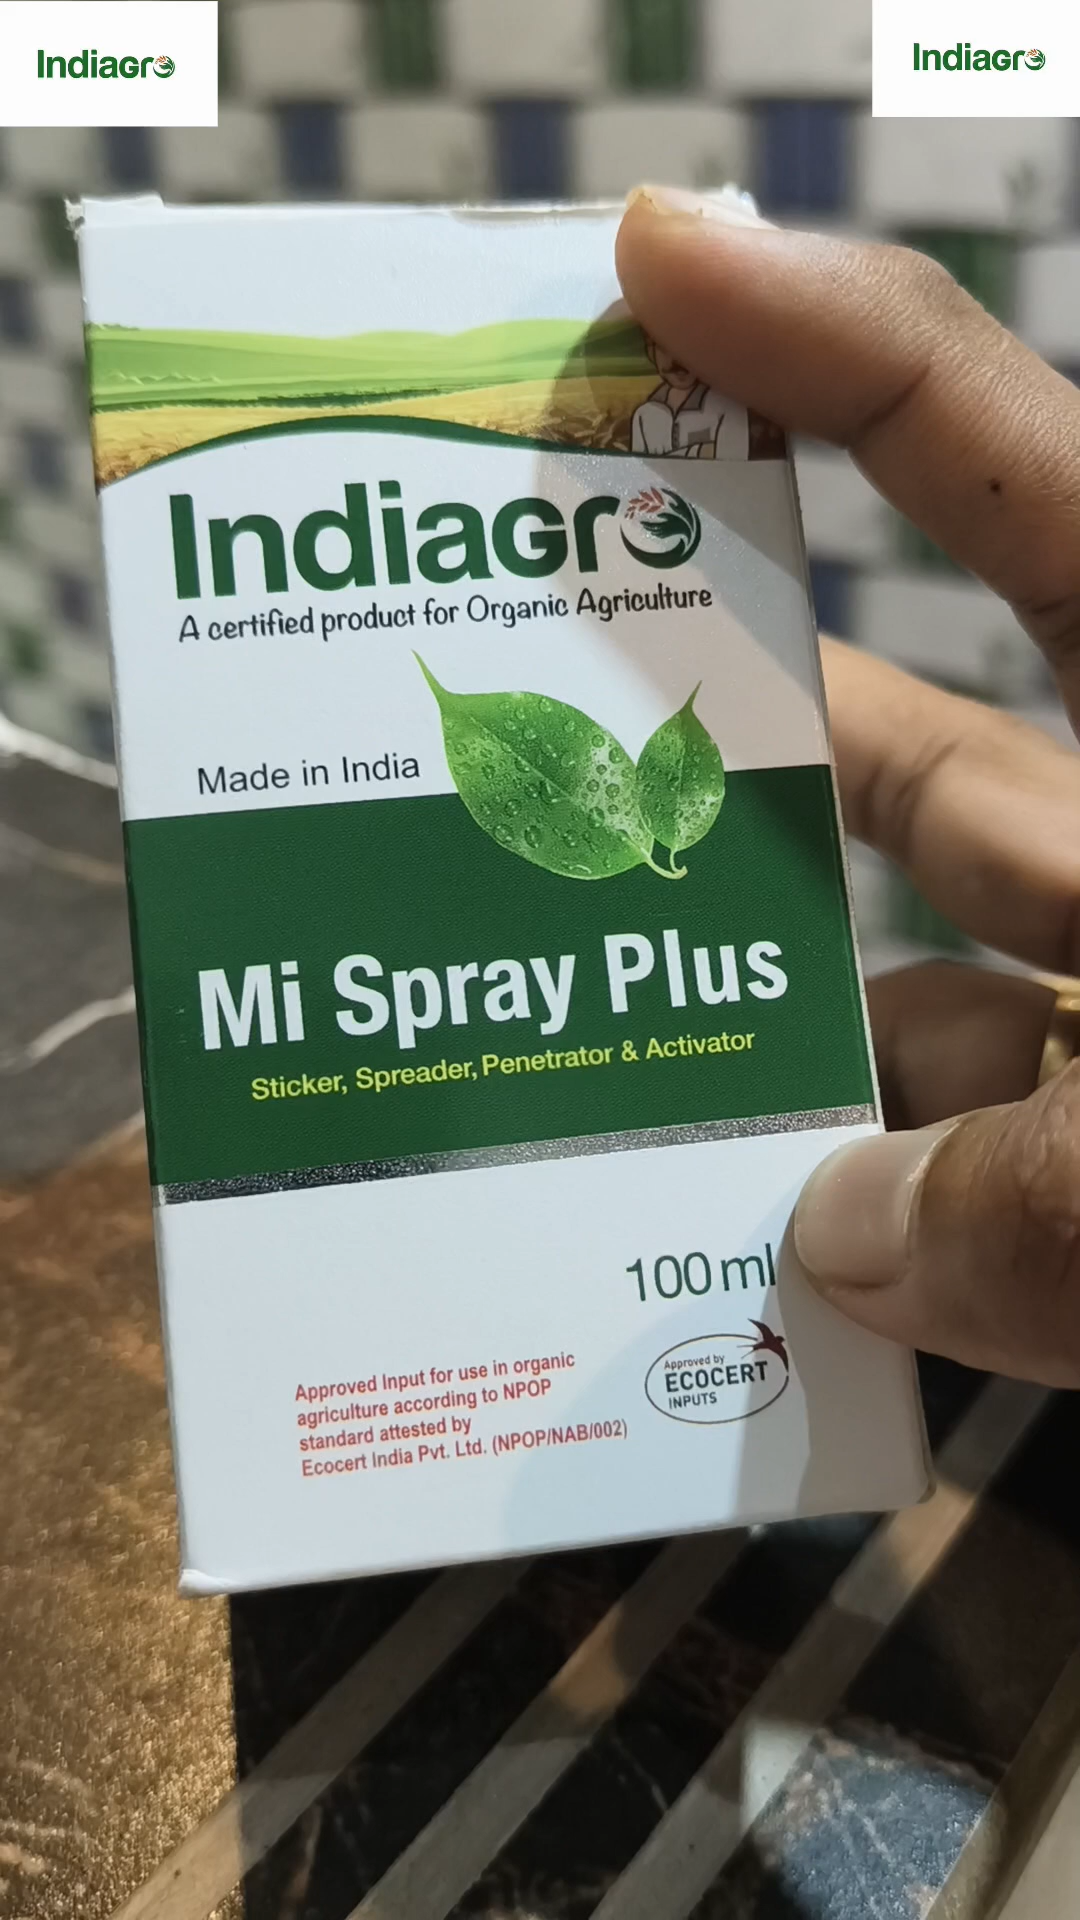 Indiagro
Indiagro
Indiagro
A certified product for Organic Agriculture
Made in India
Mi Spray Plus
Sticker, Spreader, Penetrator & Activator
100 ml
Approved Input for use in organic
agriculture according to NPOP
standard attested by
Ecocert India Pvt. Ltd. (NPOP/NAB/002)
Approved by
ECOCERT
INPUTS